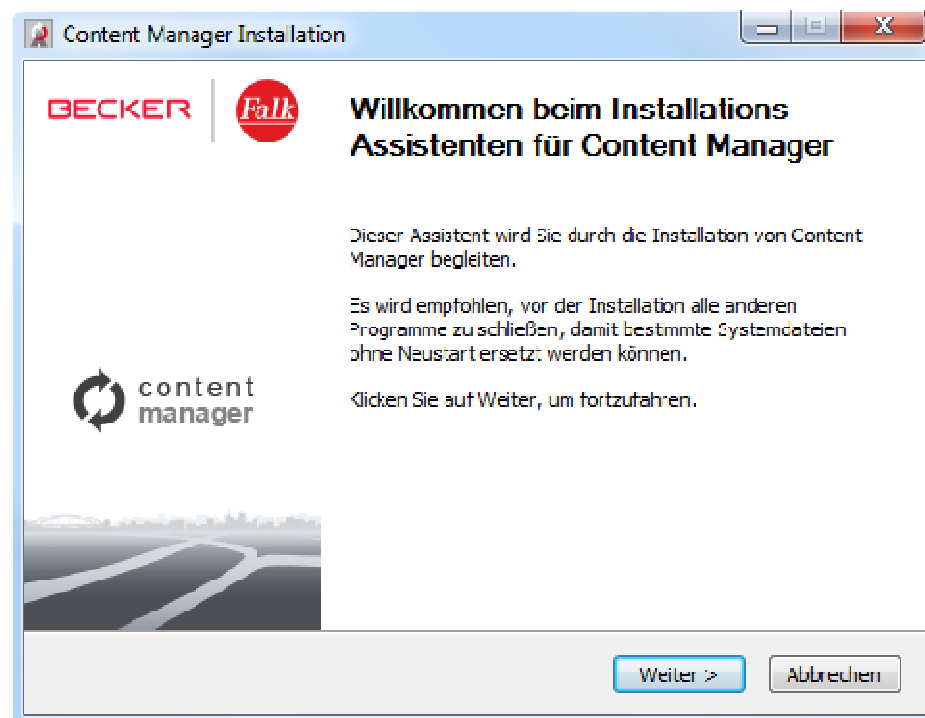 Content Manager Installation
BECKER
Falk
Willkommen beim Installations
Assistenten für Content Manager
Dieser Assistent wird Sie durch die Installation von Content
Manager begleiten.
Es wird empfohlen, vor der Installation alle anderen
Programme zu schließen, damit bestimmte Systemdateien
ohne Neustart ersetzt werden können.
Klicken Sie auf Weiter, um fortzufahren.
content
manager
Weiter >
Abbrechen